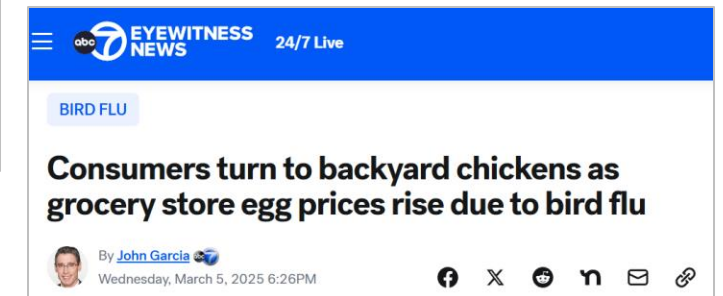 abc 7 EYEWITNESS
NEWS
24/7 Live
BIRD FLU
Consumers turn to backyard chickens as
grocery store egg prices rise due to bird flu
By John Garcia
Wednesday, March 5, 2025 6:26PM